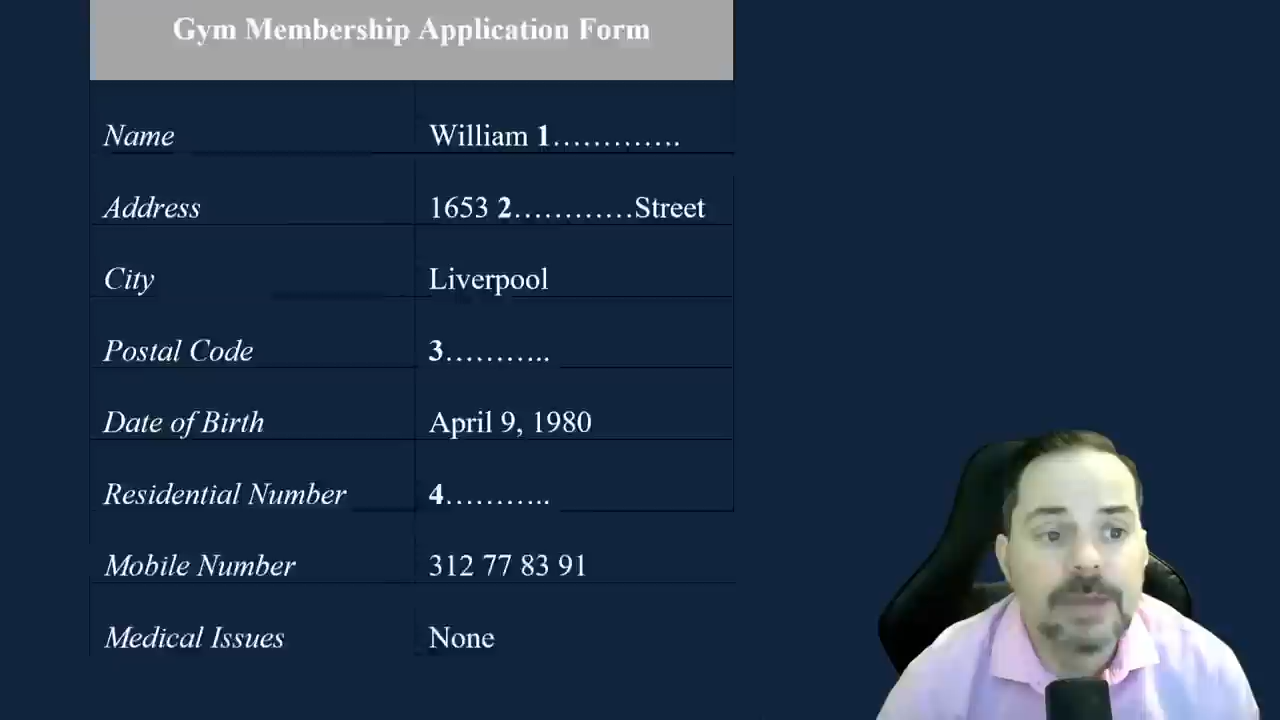 Gym Membership Application Form
Name William 1………….
Address 1653 2…………Street
City Liverpool
Postal Code 3………..
Date of Birth April 9, 1980
Residential Number 4………..
Mobile Number 312 77 83 91
Medical Issues None